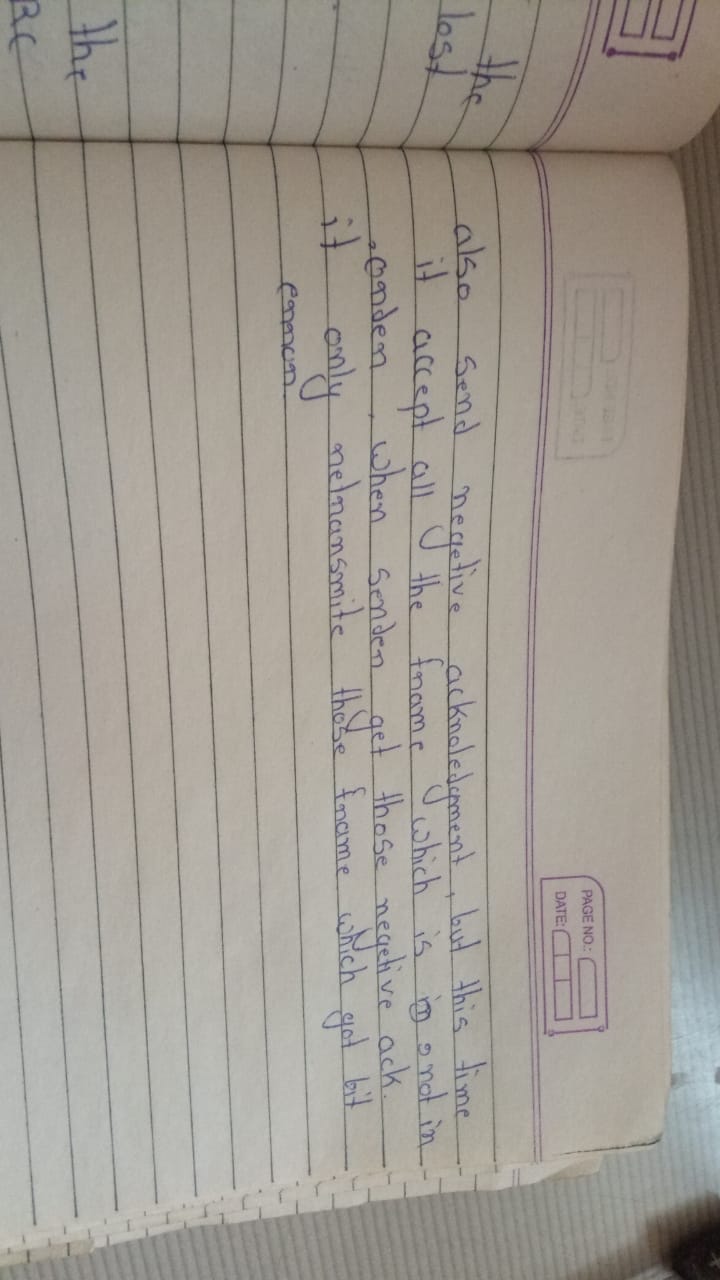 the
lost
the
RC
PAGE NO.:
DATE:
also send negetive acknoledgment, but this time
it accept all the frame which is not in
order, when sender get those negetive ack.
it only retransmite those frame which got bit
error.